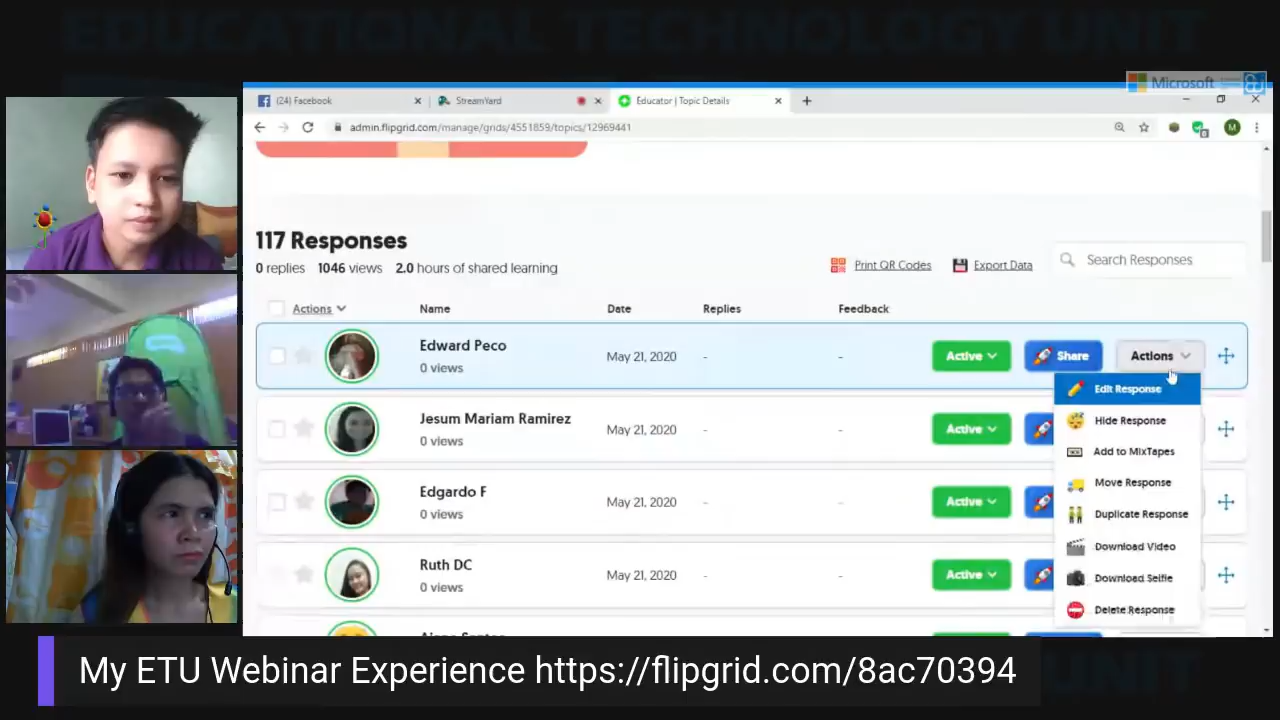 EDUCATIONAL TECHNOLOGY UNIT
Microsoft
(24) Facebook
StreamYard
Educator | Topic Details
admin.flipgrid.com/manage/grids/4551859/topics/12969441
M
117 Responses
0 replies 1046 views 2.0 hours of shared learning
Print QR Codes
Export Data
Search Responses
Actions Name Date Replies Feedback
Edward Peco
0 views
May 21, 2020 - -
Active Share Actions
Edit Response
Hide Response
Add to MixTapes
Move Response
Duplicate Response
Download Video
Download Selfie
Delete Response
Jesum Mariam Ramirez
0 views
May 21, 2020 - -
Active
Edgardo F
0 views
May 21, 2020 - -
Active
Ruth DC
0 views
May 21, 2020 - -
Active
My ETU Webinar Experience https://flipgrid.com/8ac70394
UNIT